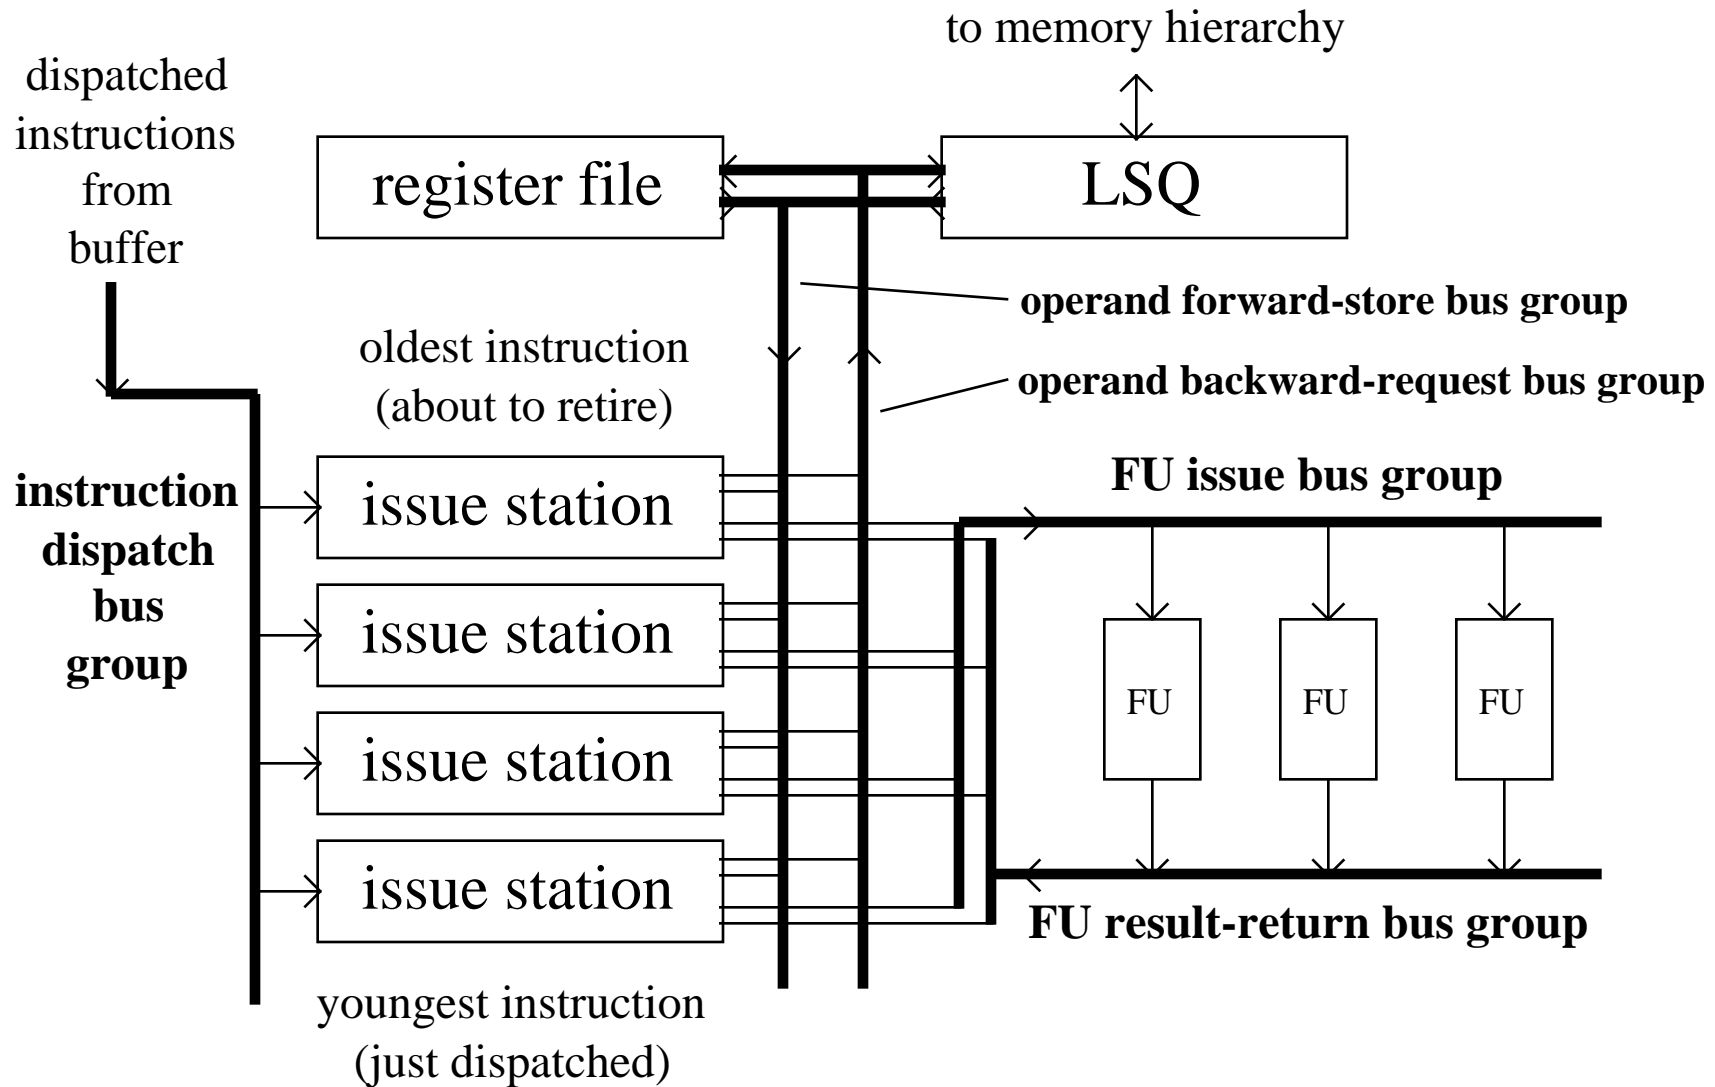 to memory hierarchy
dispatched
instructions
from
buffer
register file
LSQ
operand forward-store bus group
oldest instruction
(about to retire)
operand backward-request bus group
instruction
dispatch
bus
group
issue station
FU issue bus group
issue station
FU
FU
FU
issue station
issue station
FU result-return bus group
youngest instruction
(just dispatched)